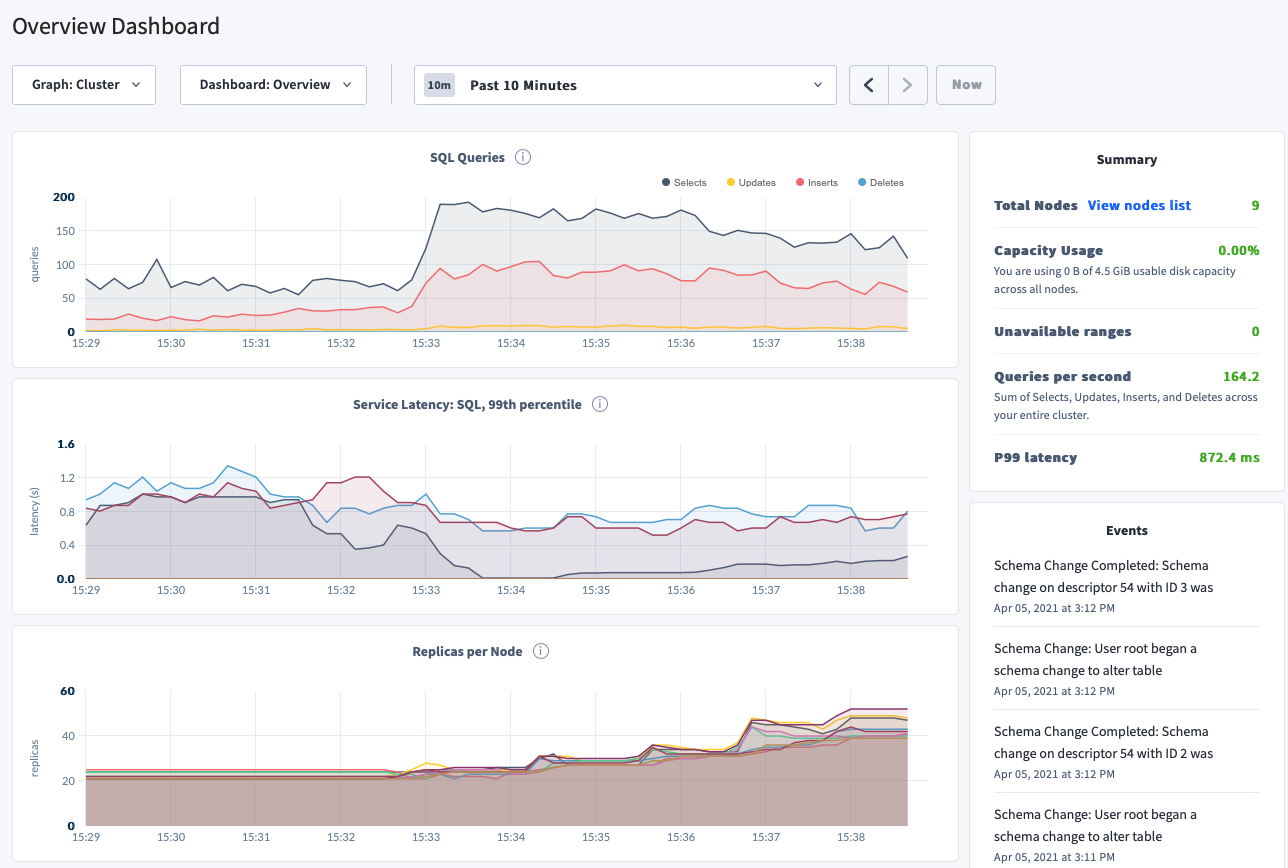 Overview Dashboard
Graph: Cluster
Dashboard: Overview
10m Past 10 Minutes
Now
SQL Queries
Selects Updates Inserts Deletes
queries
200
150
100
50
0
15:29 15:30 15:31 15:32 15:33 15:34 15:35 15:36 15:37 15:38
Service Latency: SQL, 99th percentile
latency (s)
1.6
1.2
0.8
0.4
0.0
15:29 15:30 15:31 15:32 15:33 15:34 15:35 15:36 15:37 15:38
Replicas per Node
replicas
60
40
20
0
15:29 15:30 15:31 15:32 15:33 15:34 15:35 15:36 15:37 15:38
Summary
Total Nodes View nodes list 9
Capacity Usage 0.00%
You are using 0 B of 4.5 GiB usable disk capacity
across all nodes.
Unavailable ranges 0
Queries per second 164.2
Sum of Selects, Updates, Inserts, and Deletes across
your entire cluster.
P99 latency 872.4 ms
Events
Schema Change Completed: Schema
change on descriptor 54 with ID 3 was
Apr 05, 2021 at 3:12 PM
Schema Change: User root began a
schema change to alter table
Apr 05, 2021 at 3:12 PM
Schema Change Completed: Schema
change on descriptor 54 with ID 2 was
Apr 05, 2021 at 3:12 PM
Schema Change: User root began a
schema change to alter table
Apr 05, 2021 at 3:11 PM